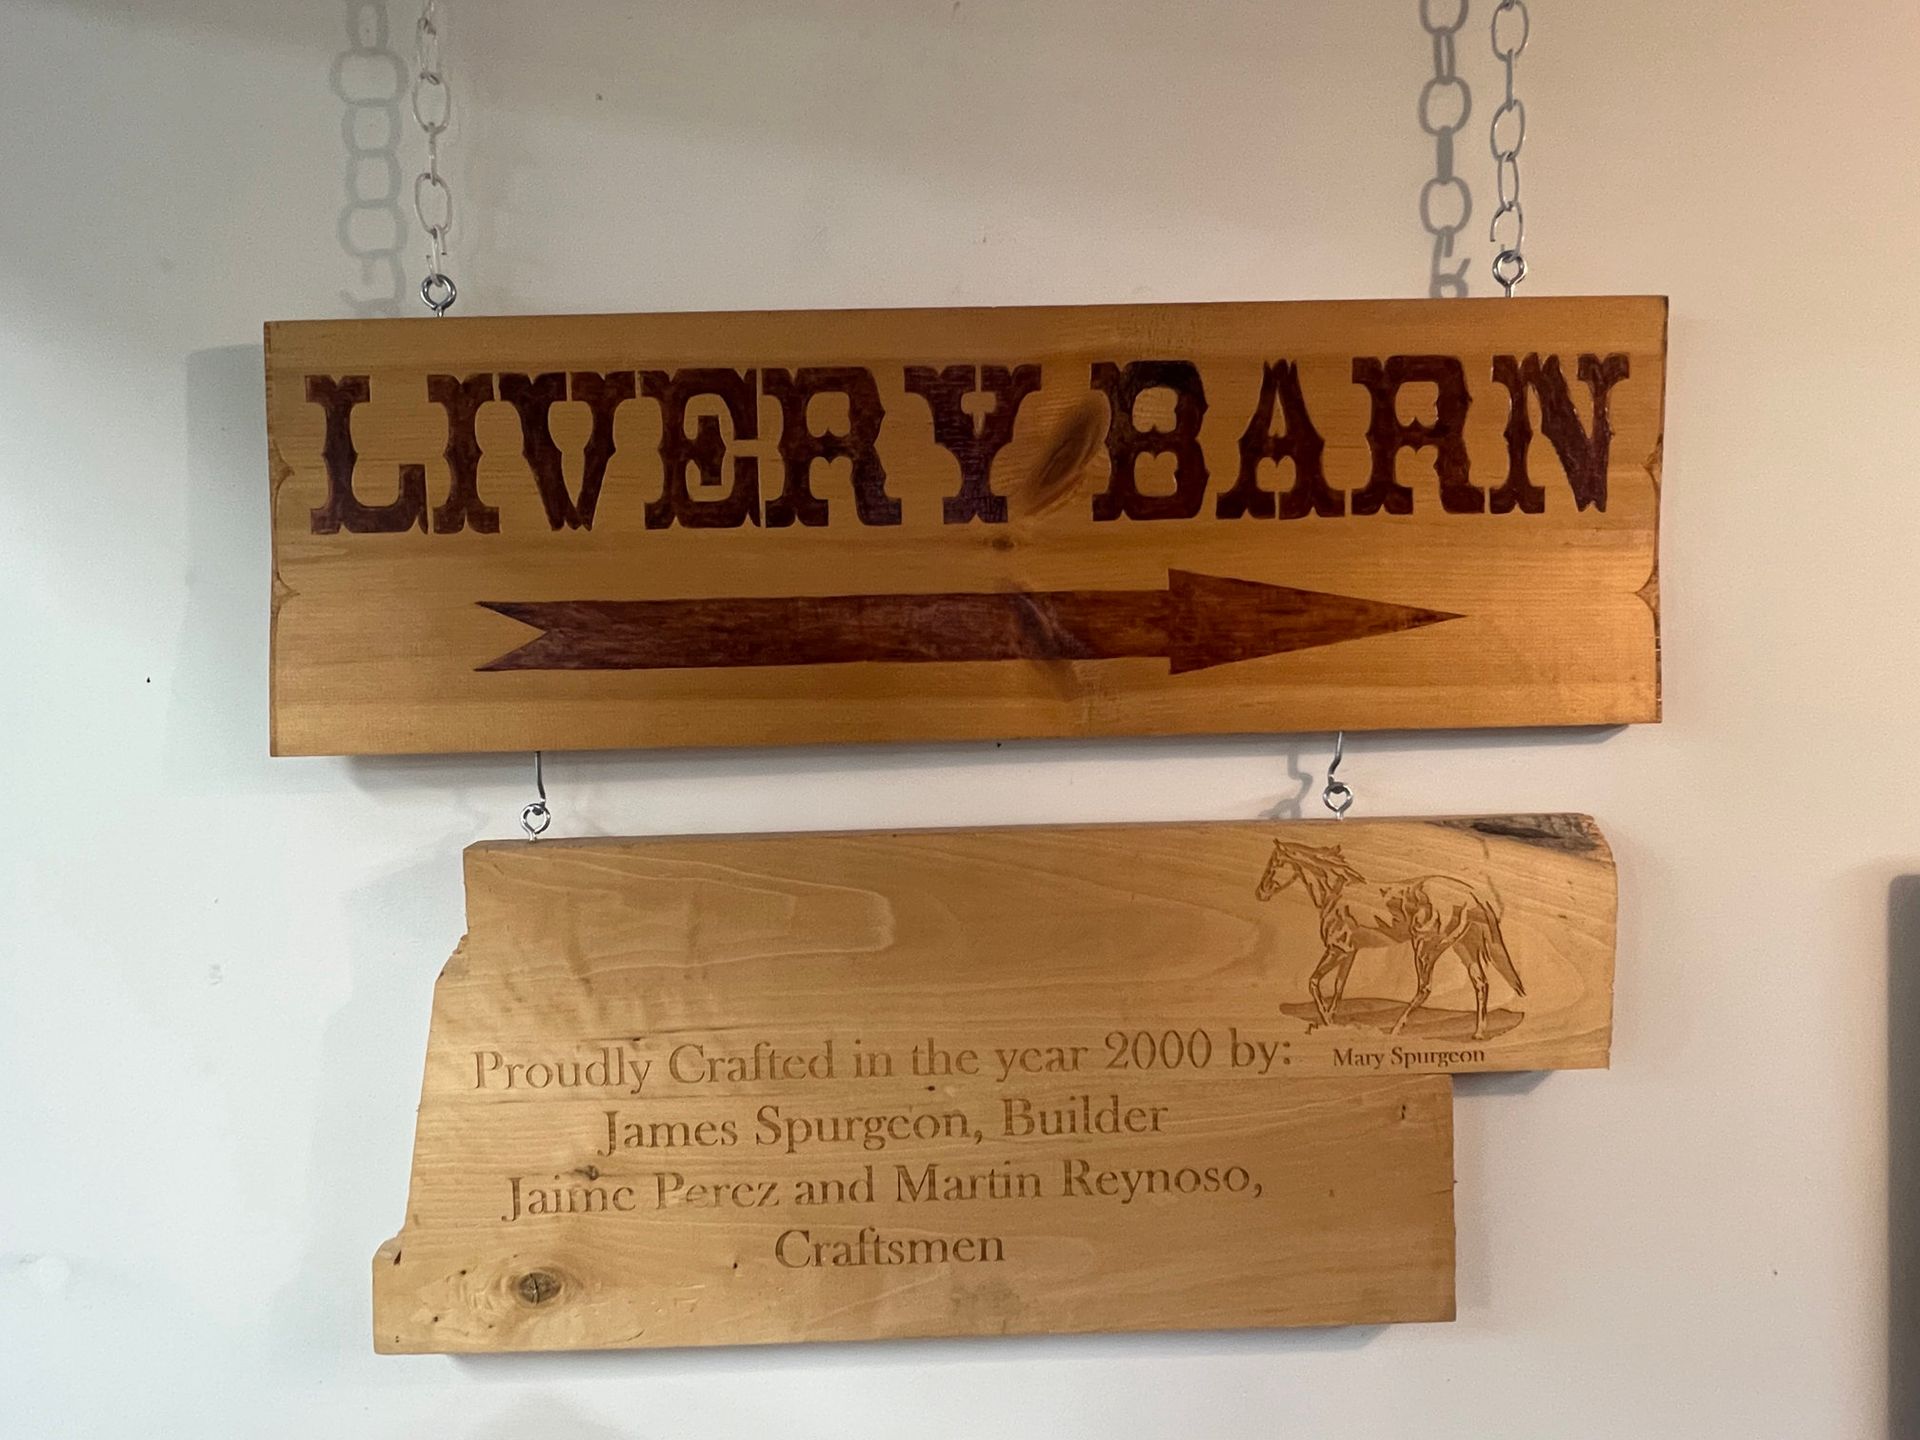 LIVERY BARN
Proudly Crafted in the year 2000 by:
Mary Spurgeon
James Spurgeon, Builder
Jaime Perez and Martin Reynoso,
Craftsmen